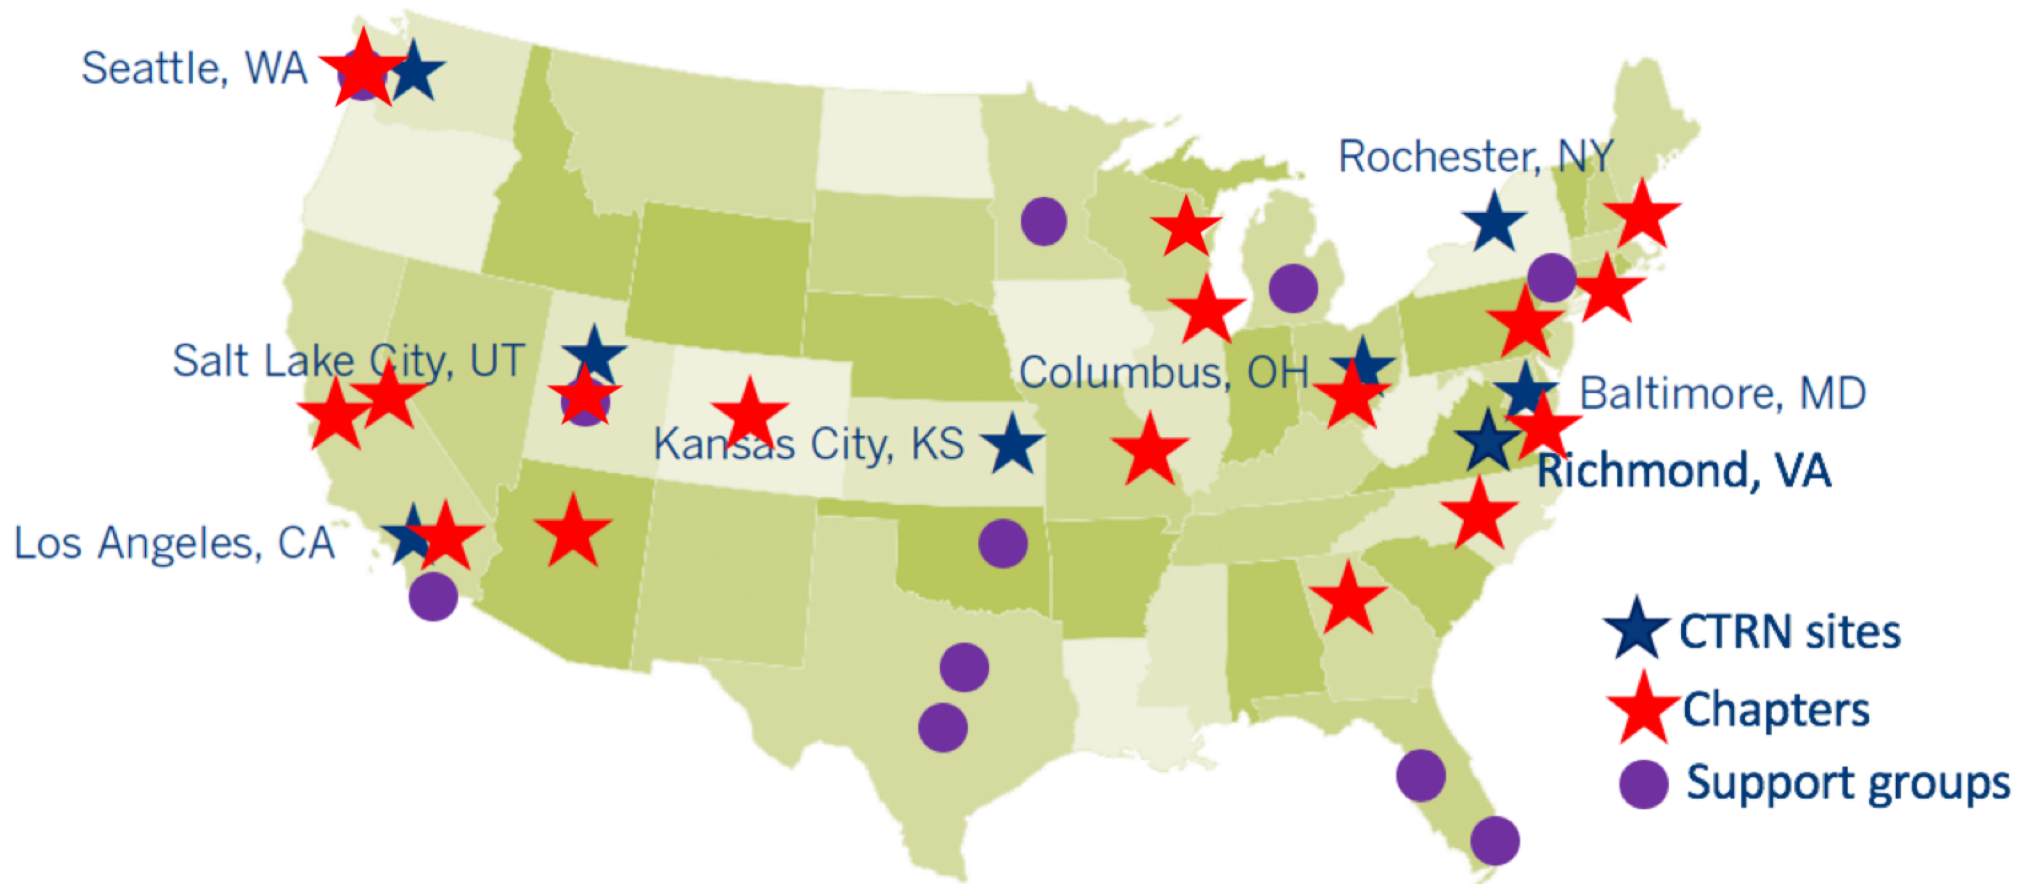 Seattle, WA
Rochester, NY
Salt Lake City, UT
Columbus, OH
Baltimore, MD
Kansas City, KS
Richmond, VA
Los Angeles, CA
CTRN sites
Chapters
Support groups